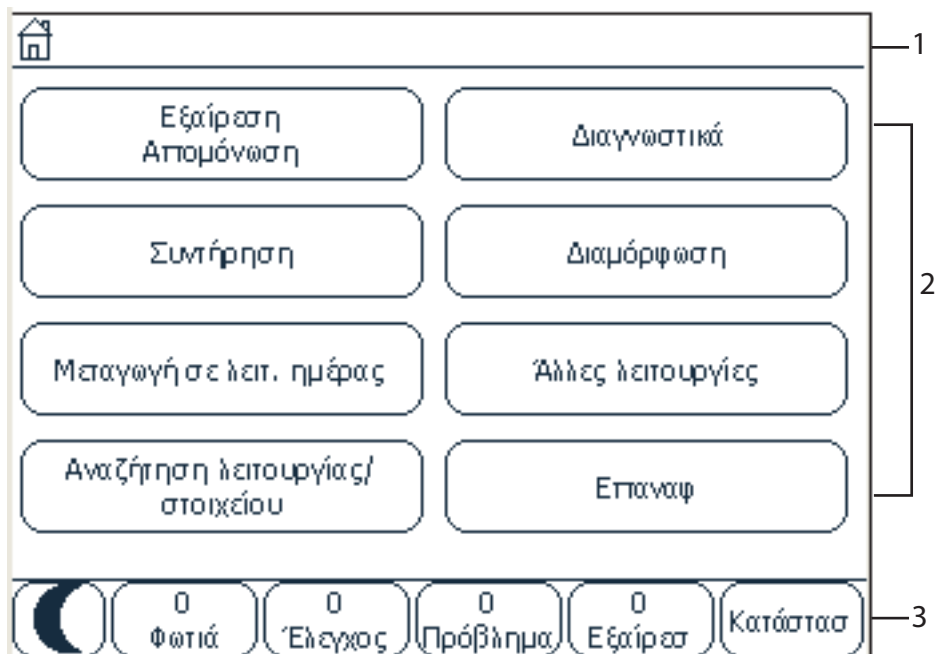 1
Εξαίρεση
Απομόνωση
Διαγνωστικά
2
Συντήρηση
Διαμόρφωση
Μεταγωγή σε λειτ. ημέρας
Άλλες λειτουργίες
Αναζήτηση λειτουργίας/
στοιχείου
Επαναφ
0
Φωτιά
0
Έλεγχος
0
Πρόβλημα
0
Εξαίρεσ
Κατάστασ
3